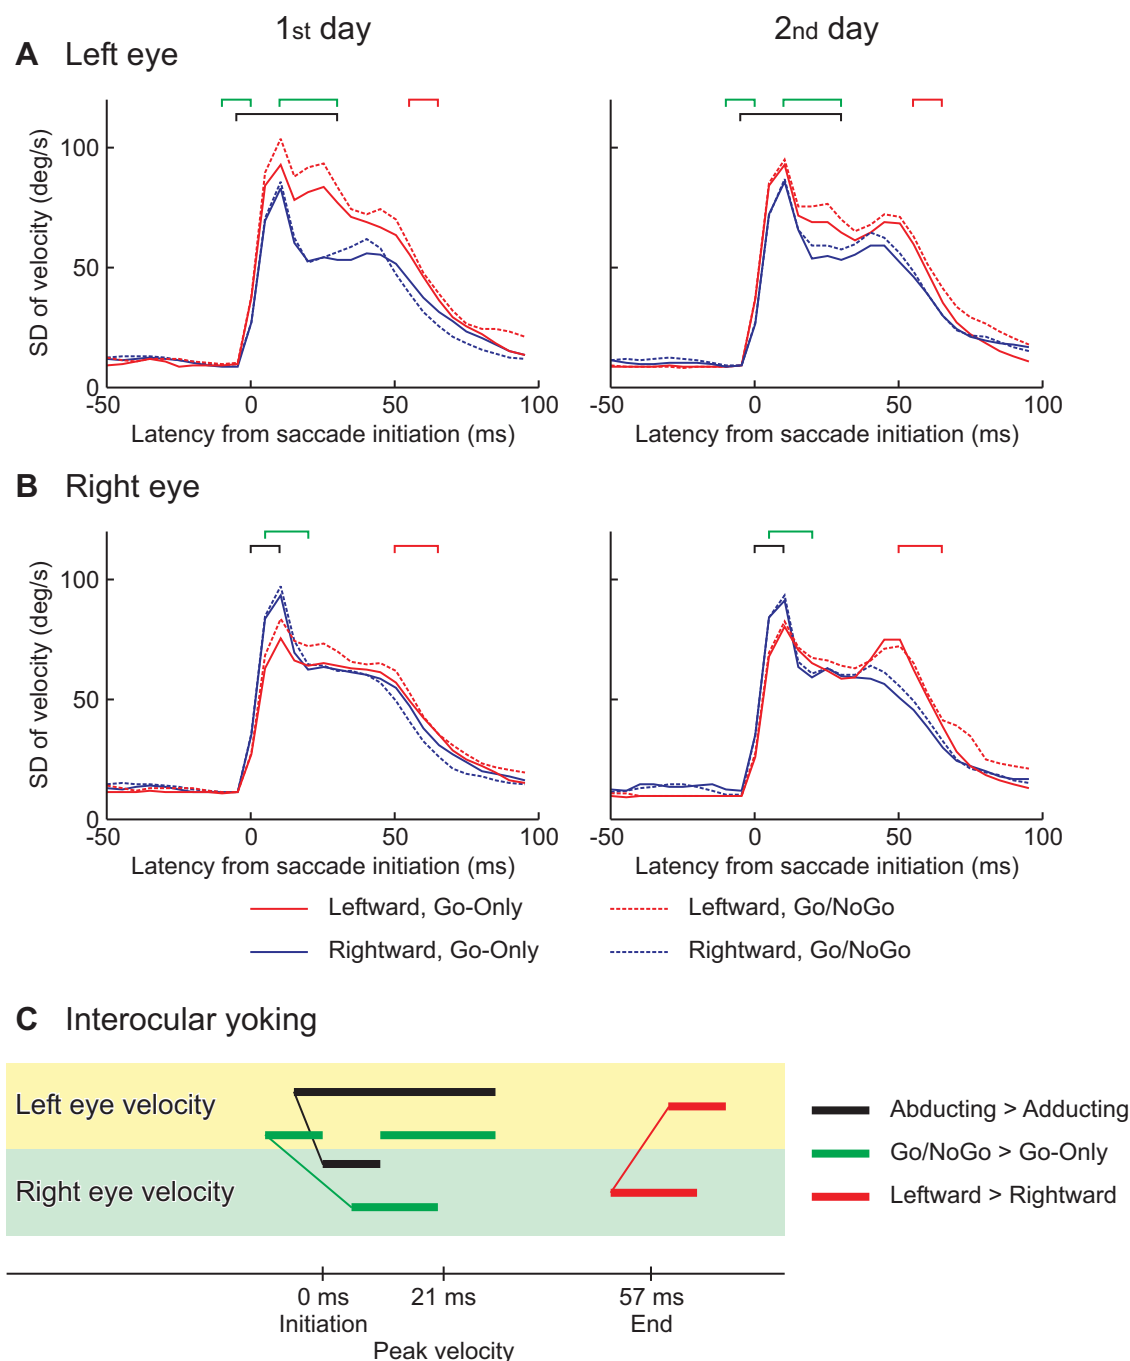 1st day
2nd day
A Left eye
SD of velocity (deg/s)
100
50
0
-50
0
50
100
Latency from saccade initiation (ms)
-50
0
50
100
Latency from saccade initiation (ms)
B Right eye
SD of velocity (deg/s)
100
50
0
-50
0
50
100
Latency from saccade initiation (ms)
-50
0
50
100
Latency from saccade initiation (ms)
Leftward, Go-Only
Leftward, Go/NoGo
Rightward, Go-Only
Rightward, Go/NoGo
C Interocular yoking
Left eye velocity
Right eye velocity
Abducting > Adducting
Go/NoGo > Go-Only
Leftward > Rightward
0 ms
Initiation
21 ms
Peak velocity
57 ms
End